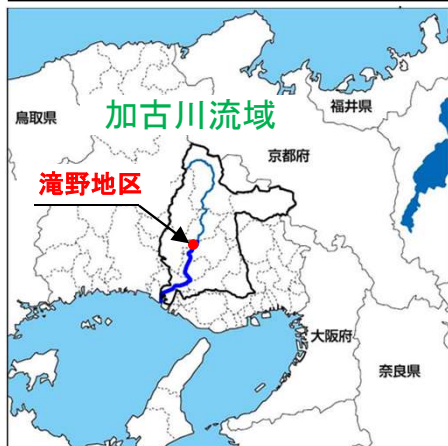 加古川流域
鳥取県
福井県
京都府
滝野地区
大阪府
奈良県